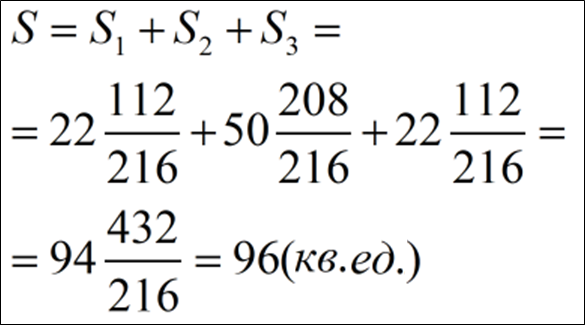 S = S₁ + S₂ + S₃ =
= 22 112/216 + 50 208/216 + 22 112/216 =
= 94 432/216 = 96(кв.ед.)